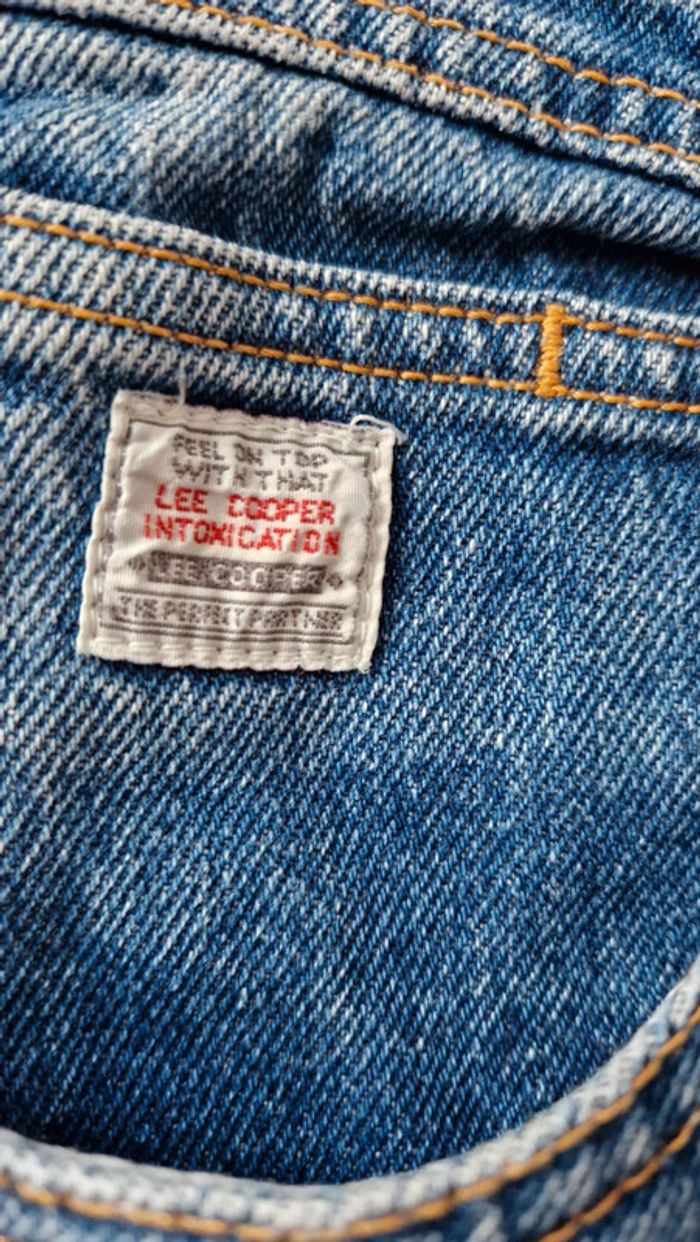 FEEL ON TOP
WITH THAT
LEE COOPER
INTOXICATION
LEE COOPER
THE PERFECT PARTNER